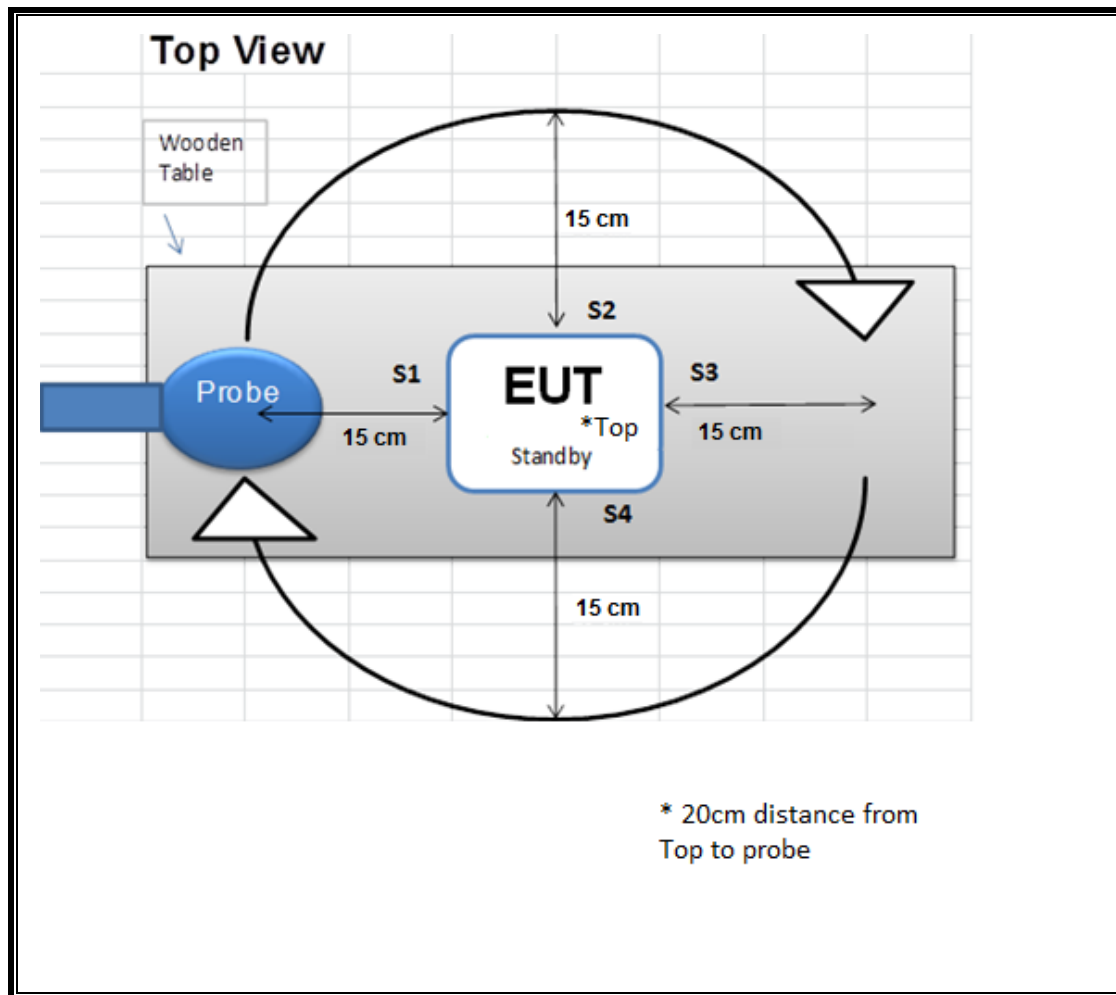 Top View
Wooden
Table
15 cm
S2
Probe
S1
EUT
S3
*Top
15 cm
15 cm
Standby
S4
15 cm
* 20cm distance from
Top to probe